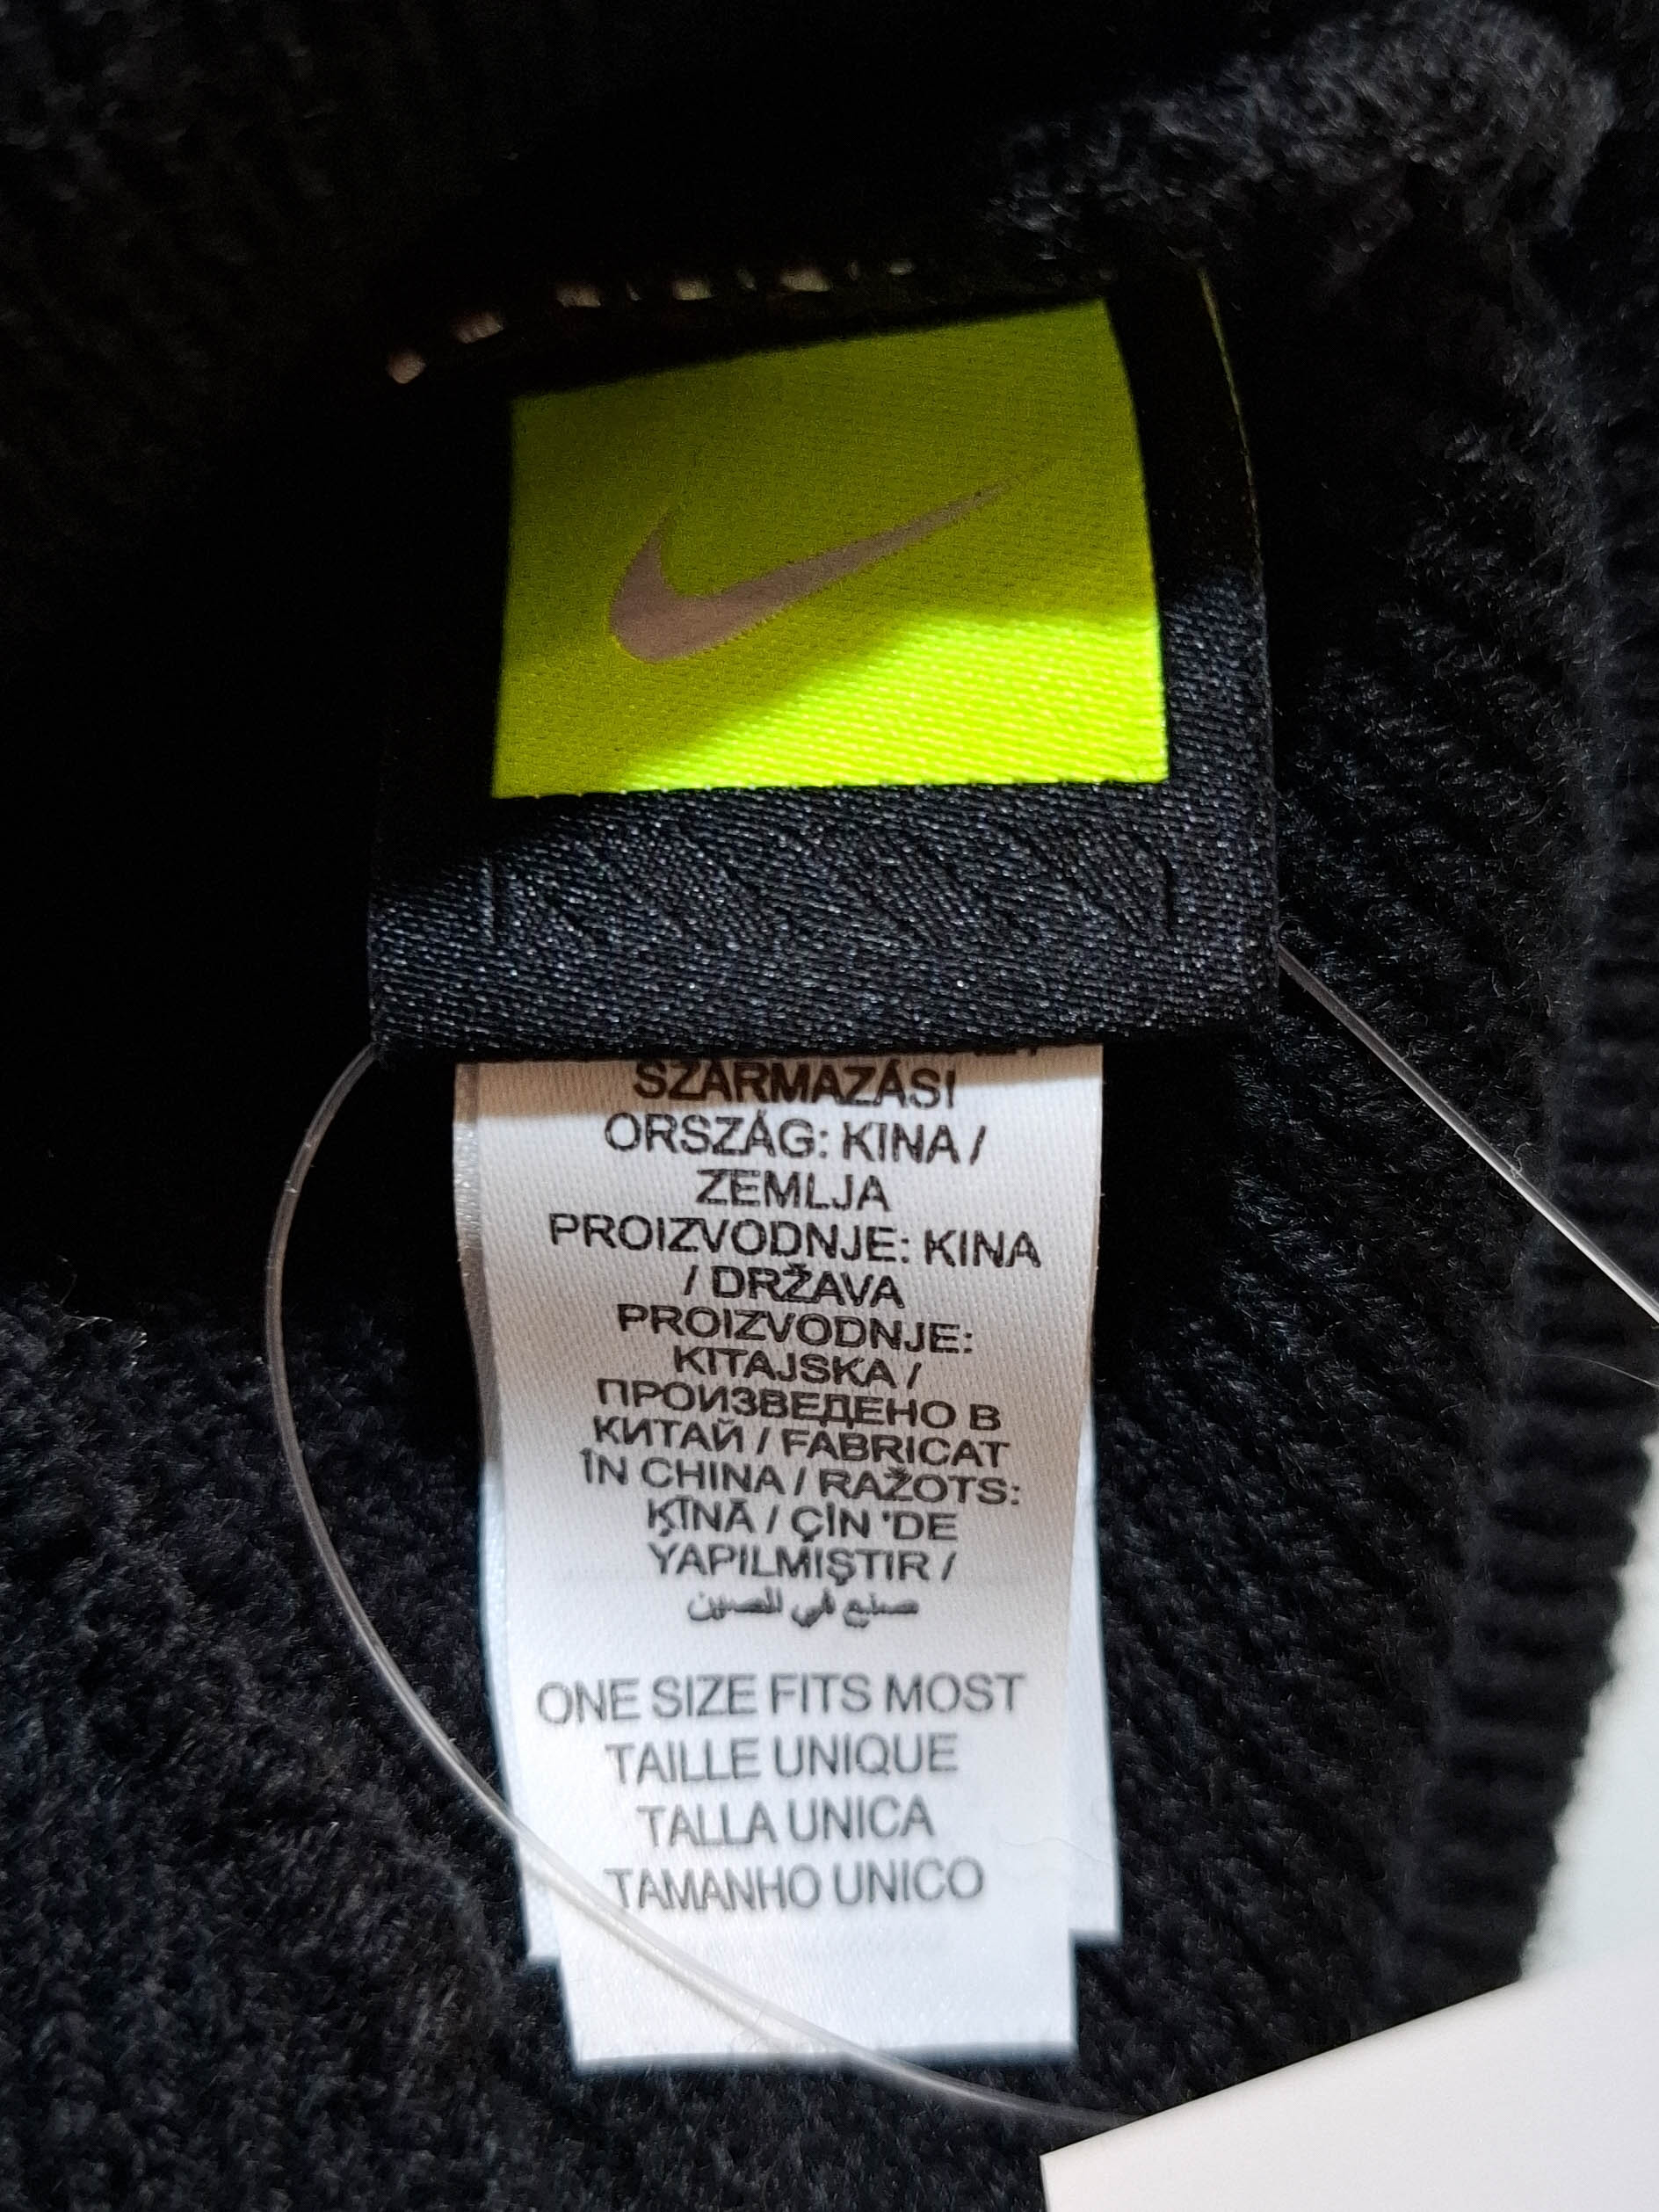 SZÁRMAZÁSI
ORSZÁG: KÍNA /
ZEMLJA
PROIZVODNJE: KINA
/ DRŽAVA
PROIZVODNJE:
KITAJSKA /
ПРОИЗВЕДЕНО В
КИТАЙ / FABRICAT
ÎN CHINA / RAŽOTS:
ĶĪNĀ / ÇİN 'DE
YAPILMIŞTIR /
صنع في الصين
ONE SIZE FITS MOST
TAILLE UNIQUE
TALLA UNICA
TAMANHO UNICO